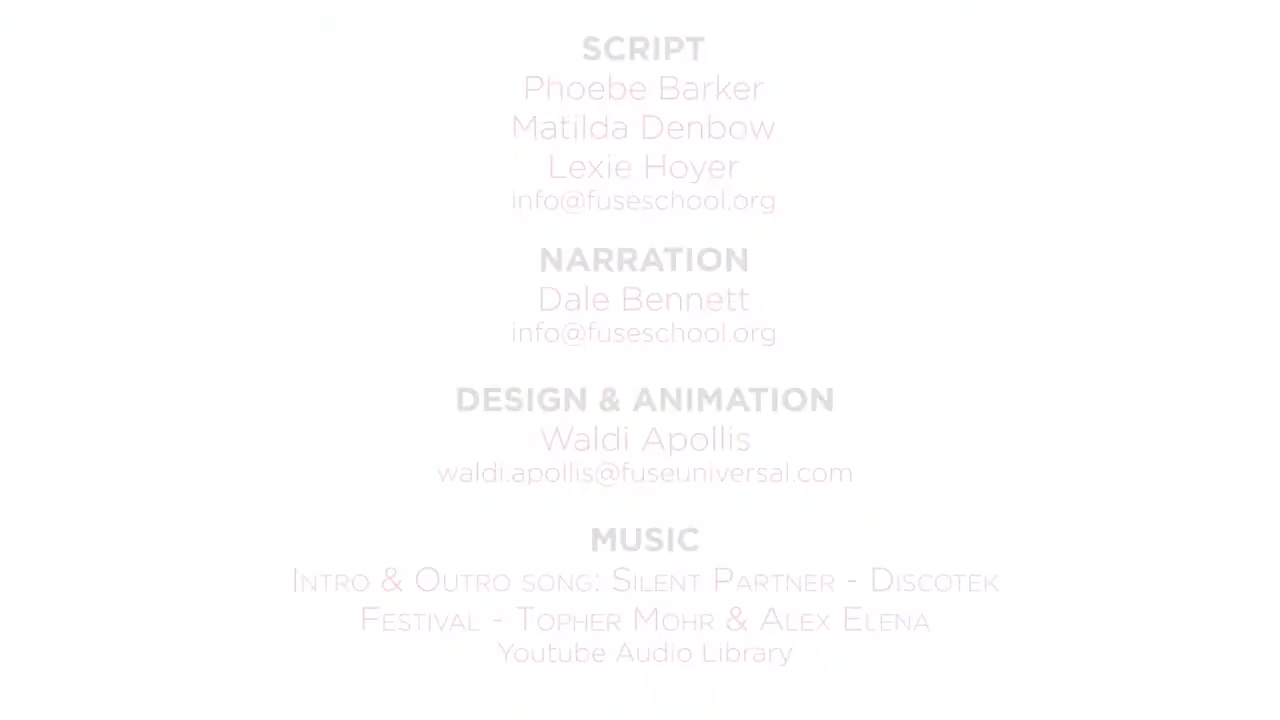 SCRIPT
Phoebe Barker
Matilda Denbow
Lexie Hoyer
info@fuseschool.org
NARRATION
Dale Bennett
info@fuseschool.org
DESIGN & ANIMATION
Waldi Apollis
waldi.apollis@fuseuniversal.com
MUSIC
Intro & Outro song: Silent Partner - Discotek
Festival - Topher Mohr & Alex Elena
Youtube Audio Library